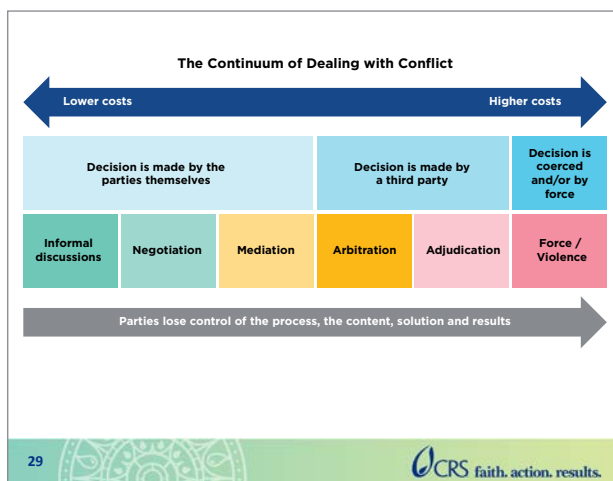 The Continuum of Dealing with Conflict
Lower costs
Higher costs
Decision is made by the
parties themselves
Decision is made by
a third party
Decision is
coerced
and/or by
force
Informal
discussions
Negotiation
Mediation
Arbitration
Adjudication
Force /
Violence
Parties lose control of the process, the content, solution and results
29
CRS faith. action. results.